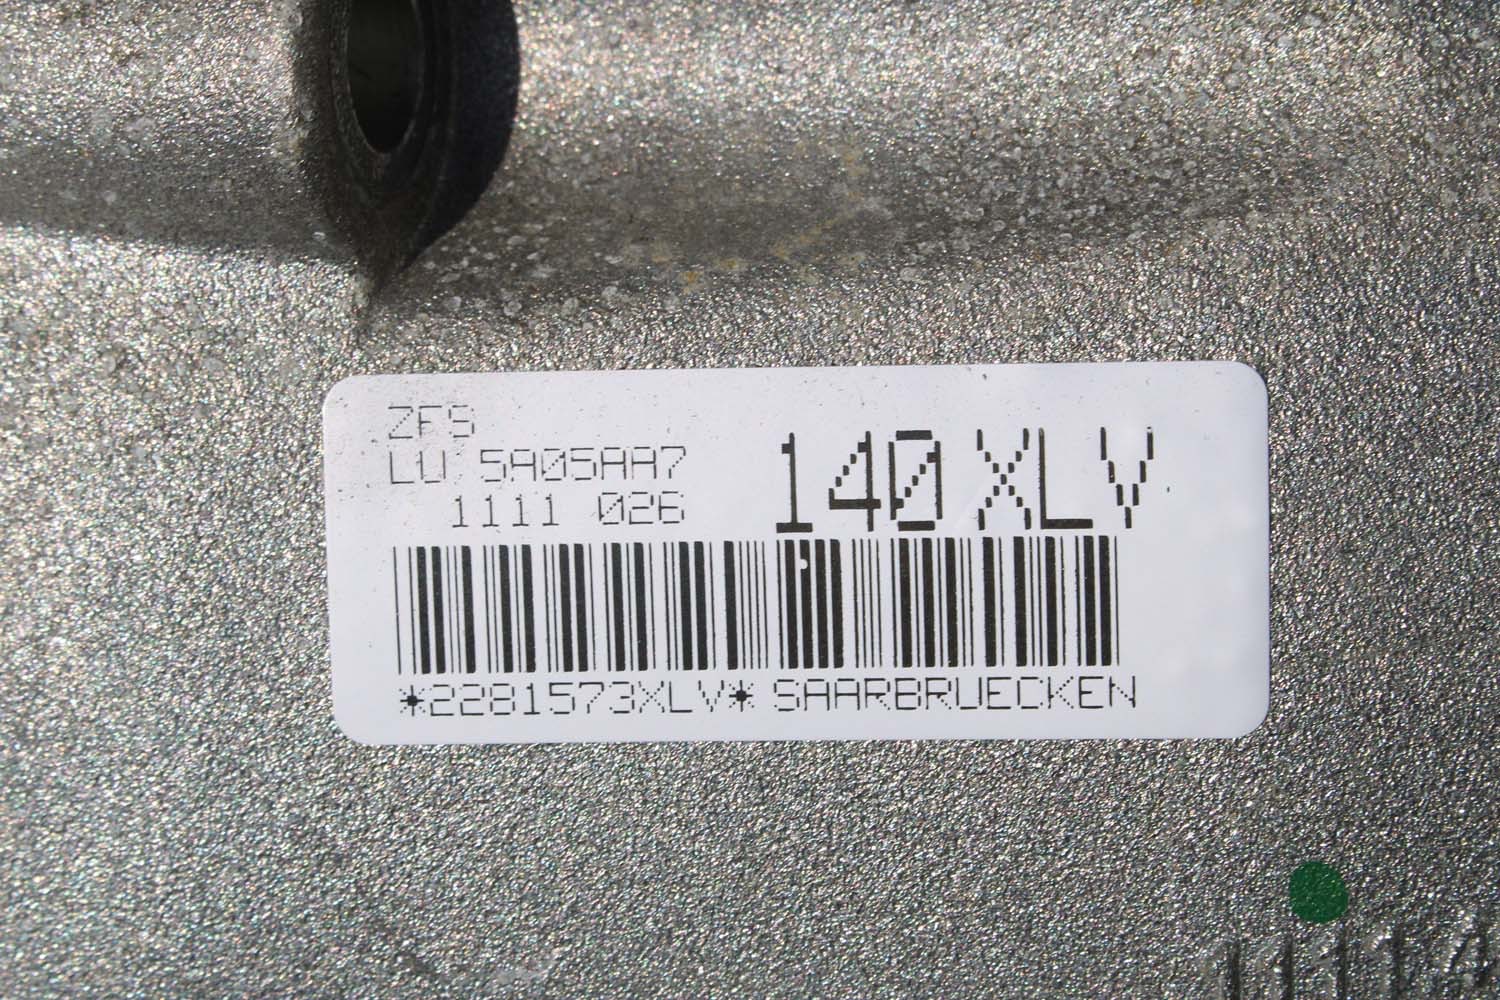 ZFS
LU 5A05AA7
1111 026
140 XLV
*2281573XLV* SAARBRUECKEN